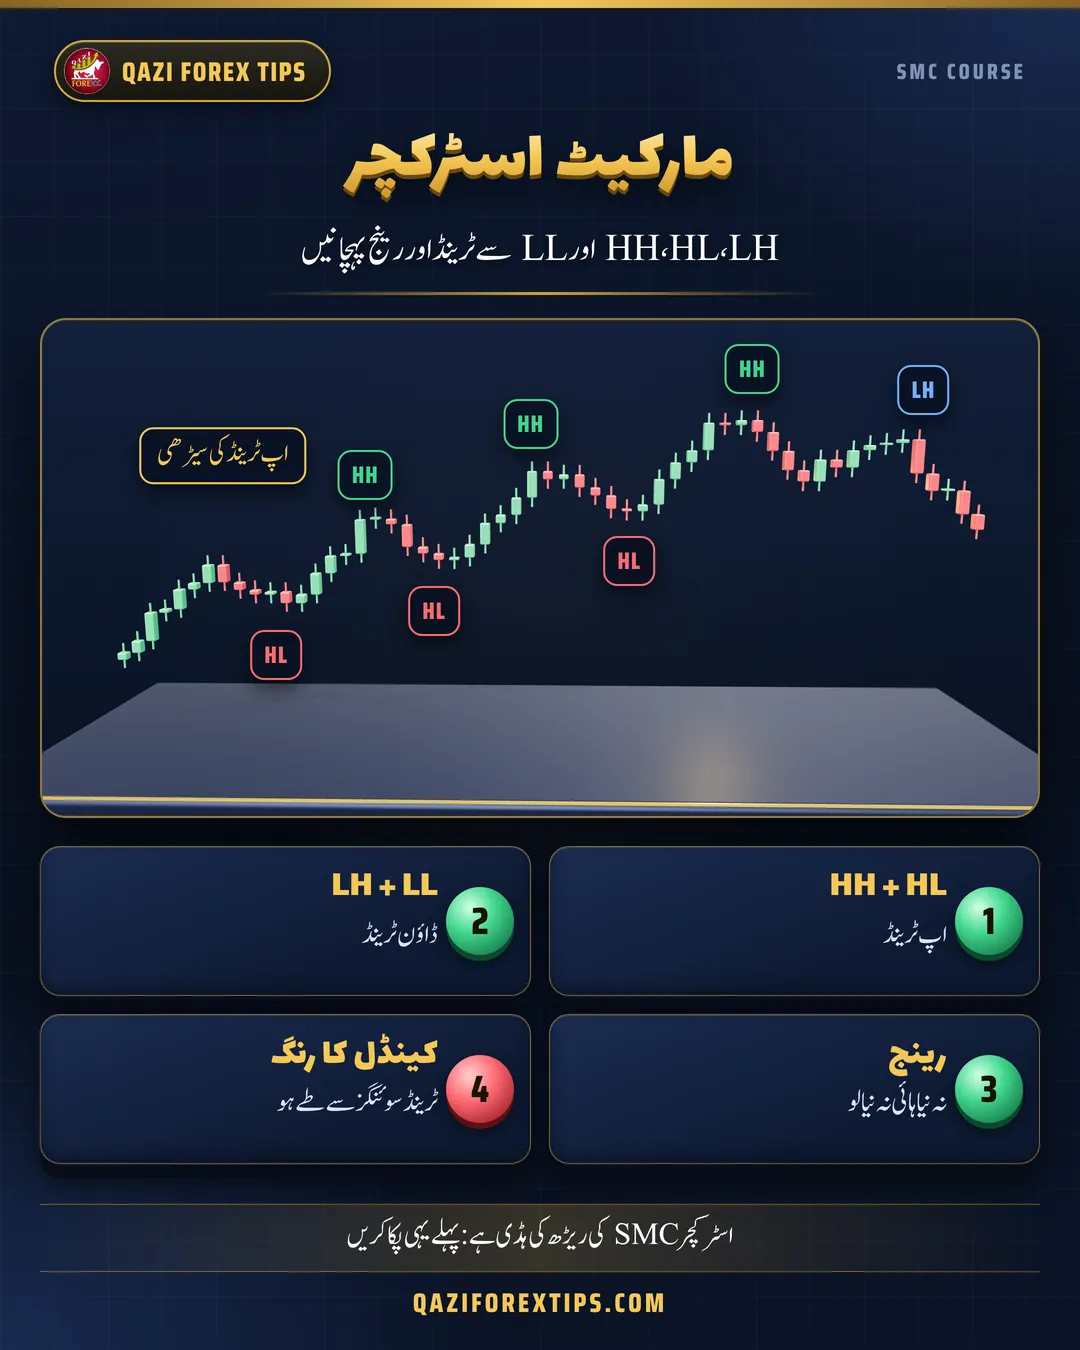 QAZI FOREX TIPS
SMC COURSE
مارکیٹ اسٹرکچر
HH،HL،LH اور LL سے ٹرینڈ اور رینج پہچانیں
HH
LH
HH
اپ ٹرینڈ کی سیڑھی
HH
HL
HL
HL
HH + HL
1
اپ ٹرینڈ
LH + LL
2
ڈاؤن ٹرینڈ
رینج
3
نہ نیا ہائی نہ نیا لو
کینڈل کا رنگ
4
ٹرینڈ سوئنگز سے طے ہو
اسٹرکچر SMC کی ریڑھ کی ہڈی ہے: پہلے یہی پکا کریں
QAZIFOREXTIPS.COM